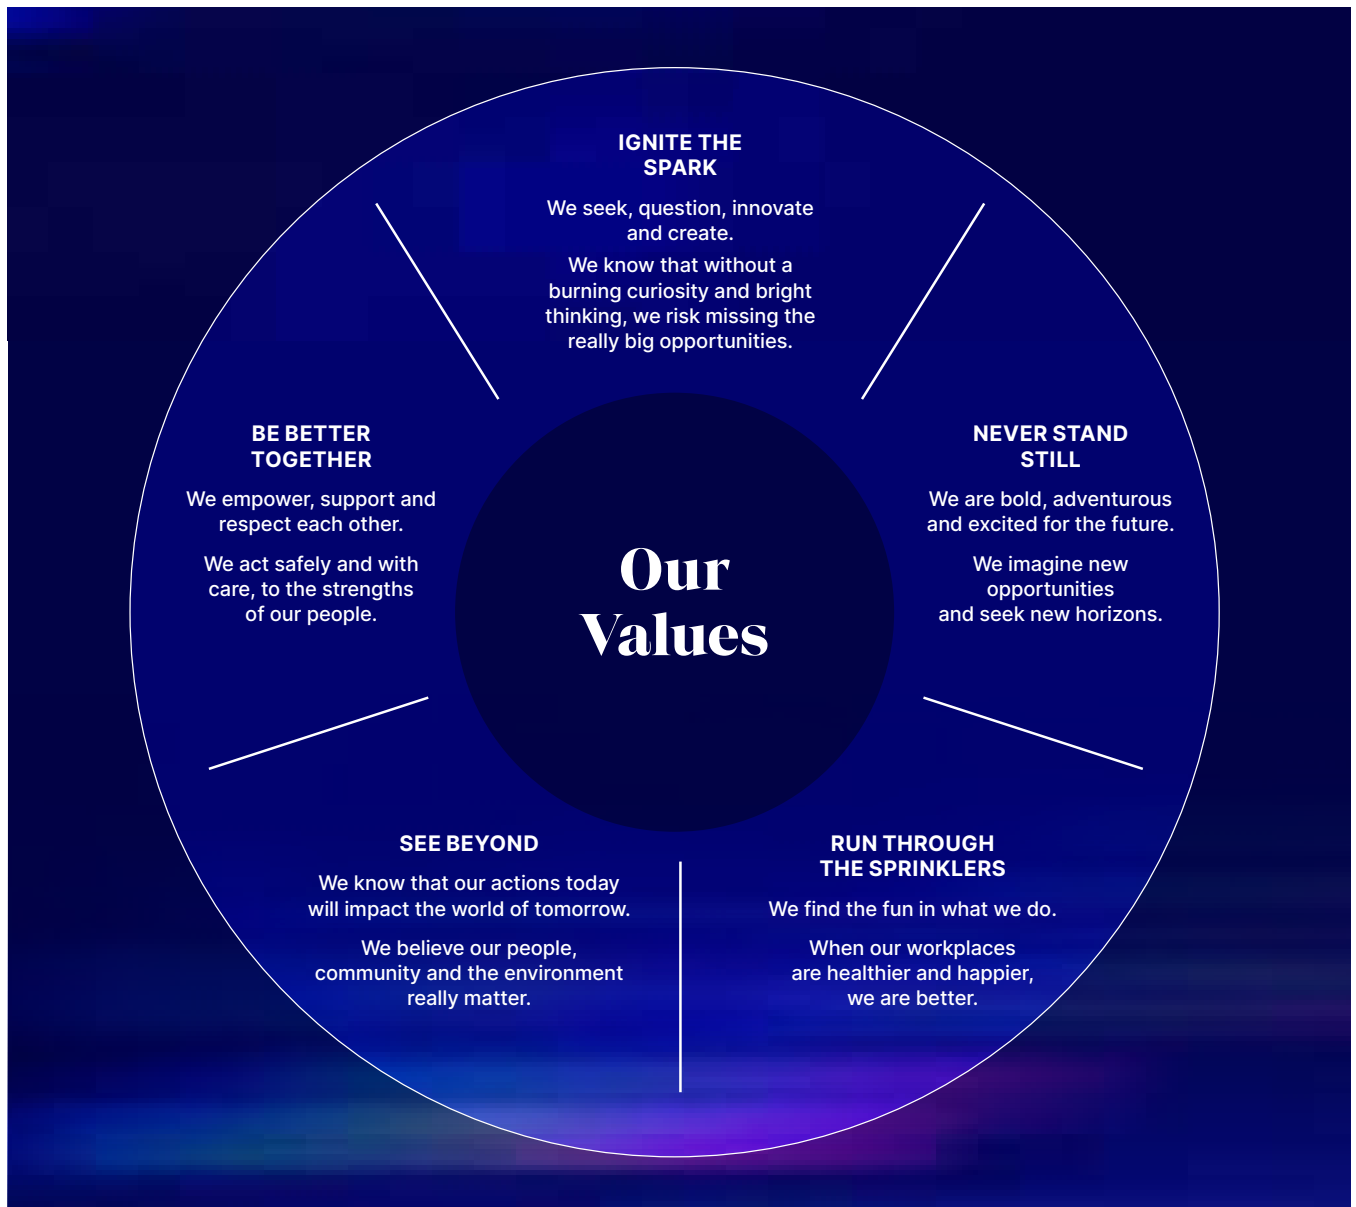 IGNITE THE
SPARK
We seek, question, innovate
and create.
We know that without a
burning curiosity and bright
thinking, we risk missing the
really big opportunities.
BE BETTER
TOGETHER
We empower, support and
respect each other.
We act safely and with
care, to the strengths
of our people.
Our
Values
NEVER STAND
STILL
We are bold, adventurous
and excited for the future.
We imagine new
opportunities
and seek new horizons.
SEE BEYOND
We know that our actions today
will impact the world of tomorrow.
We believe our people,
community and the environment
really matter.
RUN THROUGH
THE SPRINKLERS
We find the fun in what we do.
When our workplaces
are healthier and happier,
we are better.